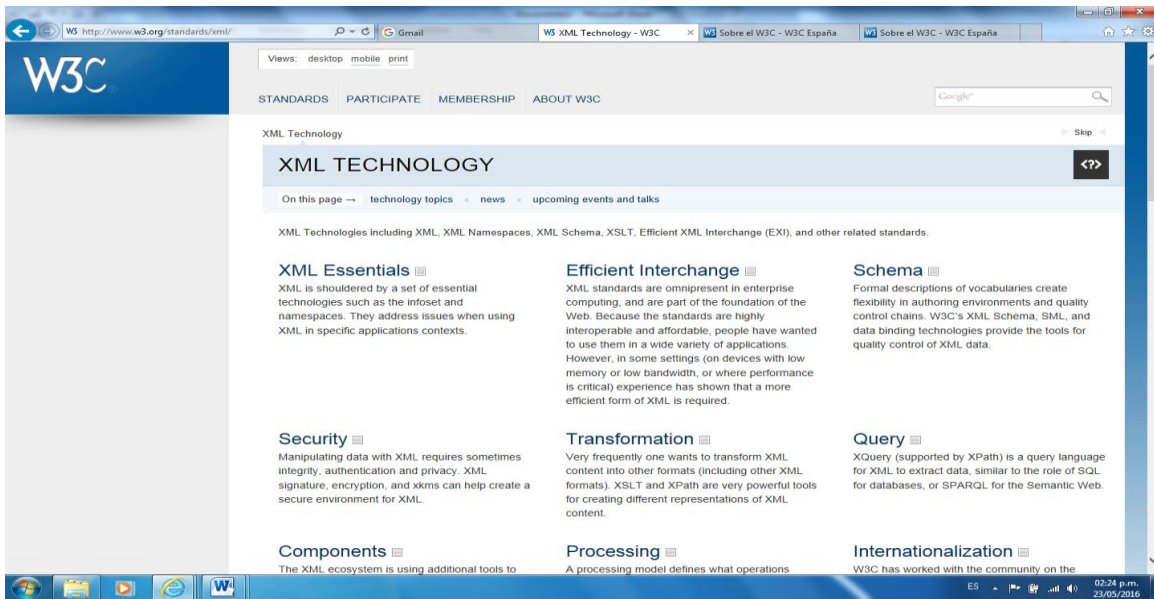 http://www.w3.org/standards/xml/
Gmail
XML Technology - W3C
Sobre el W3C - W3C España
Sobre el W3C - W3C España
W3C
Views: desktop mobile print
STANDARDS PARTICIPATE MEMBERSHIP ABOUT W3C
Google
XML Technology
Skip
XML TECHNOLOGY
<?>
On this page → technology topics news upcoming events and talks
XML Technologies including XML, XML Namespaces, XML Schema, XSLT, Efficient XML Interchange (EXI), and other related standards.
XML Essentials
XML is shouldered by a set of essential
technologies such as the infoset and
namespaces. They address issues when using
XML in specific applications contexts.
Efficient Interchange
XML standards are omnipresent in enterprise
computing, and are part of the foundation of the
Web. Because the standards are highly
interoperable and affordable, people have wanted
to use them in a wide variety of applications.
However, in some settings (on devices with low
memory or low bandwidth, or where performance
is critical) experience has shown that a more
efficient form of XML is required.
Schema
Formal descriptions of vocabularies create
flexibility in authoring environments and quality
control chains. W3C's XML Schema, SML, and
data binding technologies provide the tools for
quality control of XML data.
Security
Manipulating data with XML requires sometimes
integrity, authentication and privacy. XML
signature, encryption, and xkms can help create a
secure environment for XML.
Transformation
Very frequently one wants to transform XML
content into other formats (including other XML
formats). XSLT and XPath are very powerful tools
for creating different representations of XML
content.
Query
XQuery (supported by XPath) is a query language
for XML to extract data, similar to the role of SQL
for databases, or SPARQL for the Semantic Web.
Components
The XML ecosystem is using additional tools to
Processing
A processing model defines what operations
Internationalization
W3C has worked with the community on the
ES
02:24 p.m.
23/05/2016